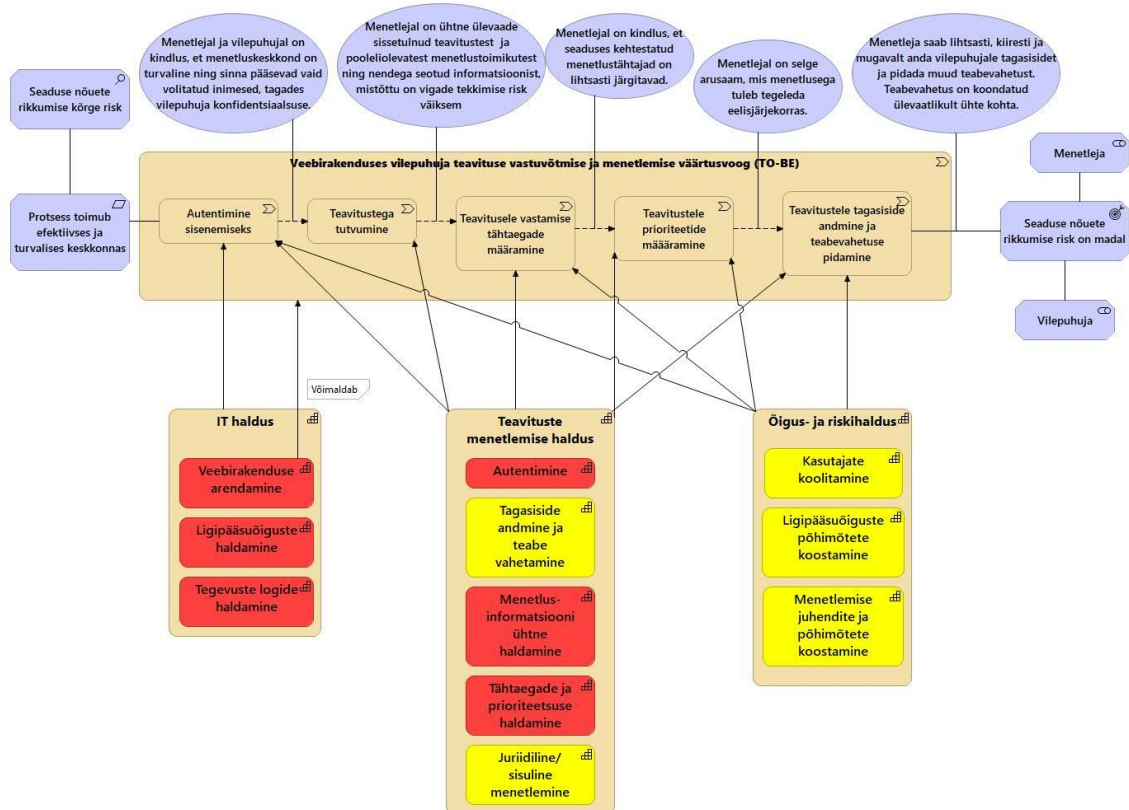 Menetlejal ja vilepuhujal on
kindlus, et menetluskeskkond on
turvaline ning sinna pääsevad vaid
volitatud inimesed, tagades
vilepuhuja konfidentsiaalsuse.
Menetlejal on ühtne ülevaade
sissetulnud teavitustest ja
pooleliolevatest menetlustoimikutest
ning nendega seotud informatsioonist,
mistõttu on vigade tekkimise risk
väiksem
Menetlejal on kindlus, et
seaduses kehtestatud
menetlustähtajad on
lihtsasti järgitavad.
Menetlejal on selge
arusaam, mis menetlusega
tuleb tegeleda
eelisjärjekorras.
Menetleja saab lihtsasti, kiiresti ja
mugavalt anda vilepuhujale tagasisidet
ja pidada muud teabevahetust.
Teabevahetus on koondatud
ülevaatlikult ühte kohta.
Seaduse nõuete
rikkumise kõrge risk
Protsess toimub
efektiivses ja
turvalises keskkonnas
Veebirakenduses vilepuhuja teavituse vastuvõtmise ja menetlemise väärtusvoog (TO-BE)
Autentimine
sisenemiseks
Teavitustega
tutvumine
Teavitusele vastamise
tähtaegade
määramine
Teavitustele
prioriteetide
määäramine
Teavitustele tagasiside
andmine ja
teabevahetuse
pidamine
Menetleja
Seaduse nõuete
rikkumise risk on madal
Vilepuhuja
Võimaldab
IT haldus
Veebirakenduse
arendamine
Ligipääsuõiguste
haldamine
Tegevuste logide
haldamine
Teavituste
menetlemise haldus
Autentimine
Tagasiside
andmine ja
teabe
vahetamine
Menetlus-
informatsiooni
ühtne
haldamine
Tähtaegade ja
prioriteetsuse
haldamine
Juriidiline/
sisuline
menetlemine
Õigus- ja riskihaldus
Kasutajate
koolitamine
Ligipääsuõiguste
põhimõtete
koostamine
Menetlemise
juhendite ja
põhimõtete
koostamine